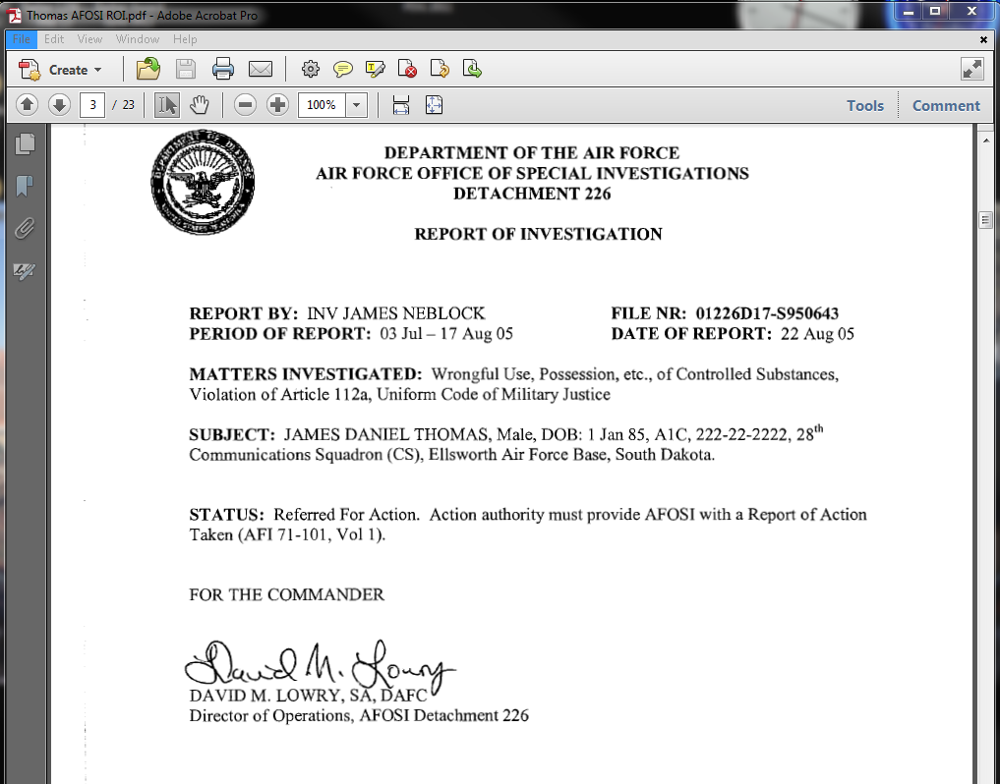 Thomas AFOSI ROI.pdf - Adobe Acrobat Pro
File Edit View Window Help
Create
3 / 23 100% Tools Comment
DEPARTMENT OF THE AIR FORCE
AIR FORCE OFFICE OF SPECIAL INVESTIGATIONS
DETACHMENT 226
REPORT OF INVESTIGATION
REPORT BY: INV JAMES NEBLOCK FILE NR: 01226D17-S950643
PERIOD OF REPORT: 03 Jul – 17 Aug 05 DATE OF REPORT: 22 Aug 05
MATTERS INVESTIGATED: Wrongful Use, Possession, etc., of Controlled Substances,
Violation of Article 112a, Uniform Code of Military Justice
SUBJECT: JAMES DANIEL THOMAS, Male, DOB: 1 Jan 85, A1C, 222-22-2222, 28th
Communications Squadron (CS), Ellsworth Air Force Base, South Dakota.
STATUS: Referred For Action. Action authority must provide AFOSI with a Report of Action
Taken (AFI 71-101, Vol 1).
FOR THE COMMANDER
David M. Lowry
DAVID M. LOWRY, SA, DAFC
Director of Operations, AFOSI Detachment 226